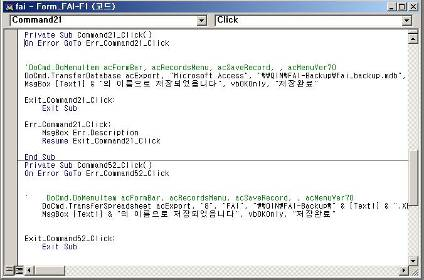 fai - Form_FAI-F1 (코드)
Command21 Click
Private Sub Command21_Click()
On Error GoTo Err_Command21_Click
'DoCmd.DoMenuItem acFormBar, acRecordsMenu, acSaveRecord, , acMenuVer70
DoCmd.TransferDatabase acExport, "Microsoft Access", "₩₩QIN₩FAI-Backup₩fai_backup.mdb",
MsgBox [Text1] & "의 이름으로 저장되었읍니다", vbOKOnly, "저장완료"
Exit_Command21_Click:
Exit Sub
Err_Command21_Click:
MsgBox Err.Description
Resume Exit_Command21_Click
End Sub
Private Sub Command52_Click()
On Error GoTo Err_Command52_Click
' DoCmd.DoMenuItem acFormBar, acRecordsMenu, acSaveRecord, , acMenuVer70
DoCmd.TransferSpreadsheet acExport, "8", "FAI", "₩₩QIN₩FAI-Backup₩" & [Text1] & ".X
MsgBox [Text1] & "의 이름으로 저장되었읍니다", vbOKOnly, "저장완료"
Exit_Command52_Click:
Exit Sub